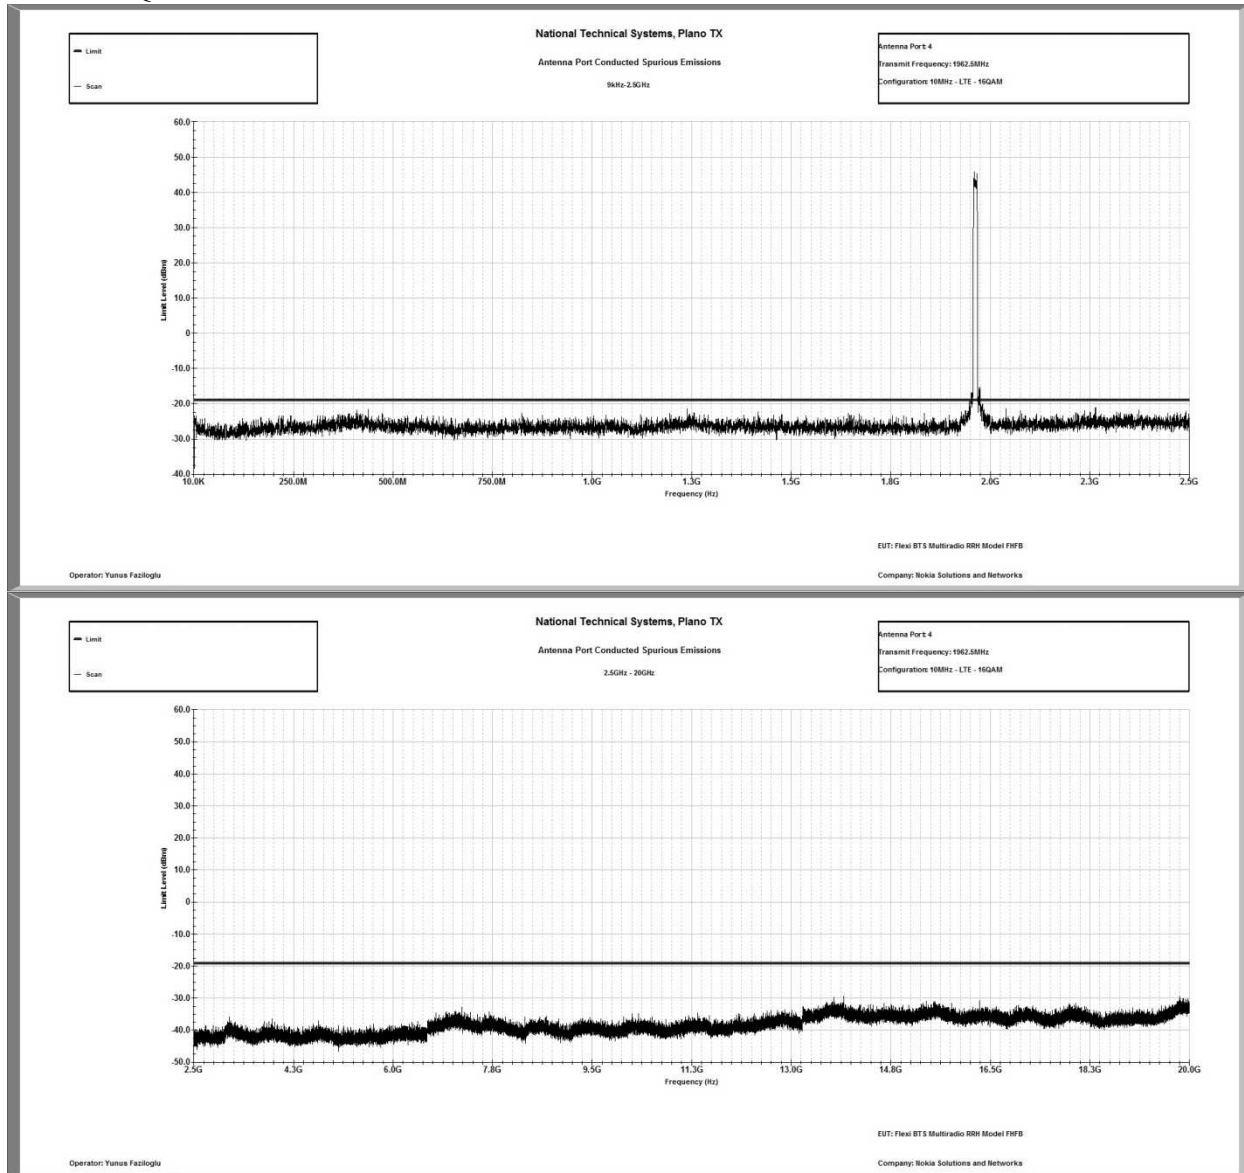 National Technical Systems, Plano TX
Limit
Antenna Port 4
Antenna Port Conducted Spurious Emissions
Transmit Frequency: 1962.5MHz
Scan
9kHz-2.5GHz
Configuration: 10MHz - LTE - 16QAM
60.0
50.0
40.0
30.0
20.0
10.0
0
-10.0
-20.0
-30.0
-40.0
Limit Level (dBm)
10.0K 250.0M 500.0M 750.0M 1.0G 1.3G 1.5G 1.8G 2.0G 2.3G 2.5G
Frequency (Hz)
EUT: Flexi BTS Multiradio RRH Model FHFB
Operator: Yunus Faziloglu
Company: Nokia Solutions and Networks
National Technical Systems, Plano TX
Limit
Antenna Port 4
Antenna Port Conducted Spurious Emissions
Transmit Frequency: 1962.5MHz
Scan
2.5GHz - 20GHz
Configuration: 10MHz - LTE - 16QAM
60.0
50.0
40.0
30.0
20.0
10.0
0
-10.0
-20.0
-30.0
-40.0
-50.0
Limit Level (dBm)
2.5G 4.3G 6.0G 7.8G 9.5G 11.3G 13.0G 14.8G 16.5G 18.3G 20.0G
Frequency (Hz)
EUT: Flexi BTS Multiradio RRH Model FHFB
Operator: Yunus Faziloglu
Company: Nokia Solutions and Networks